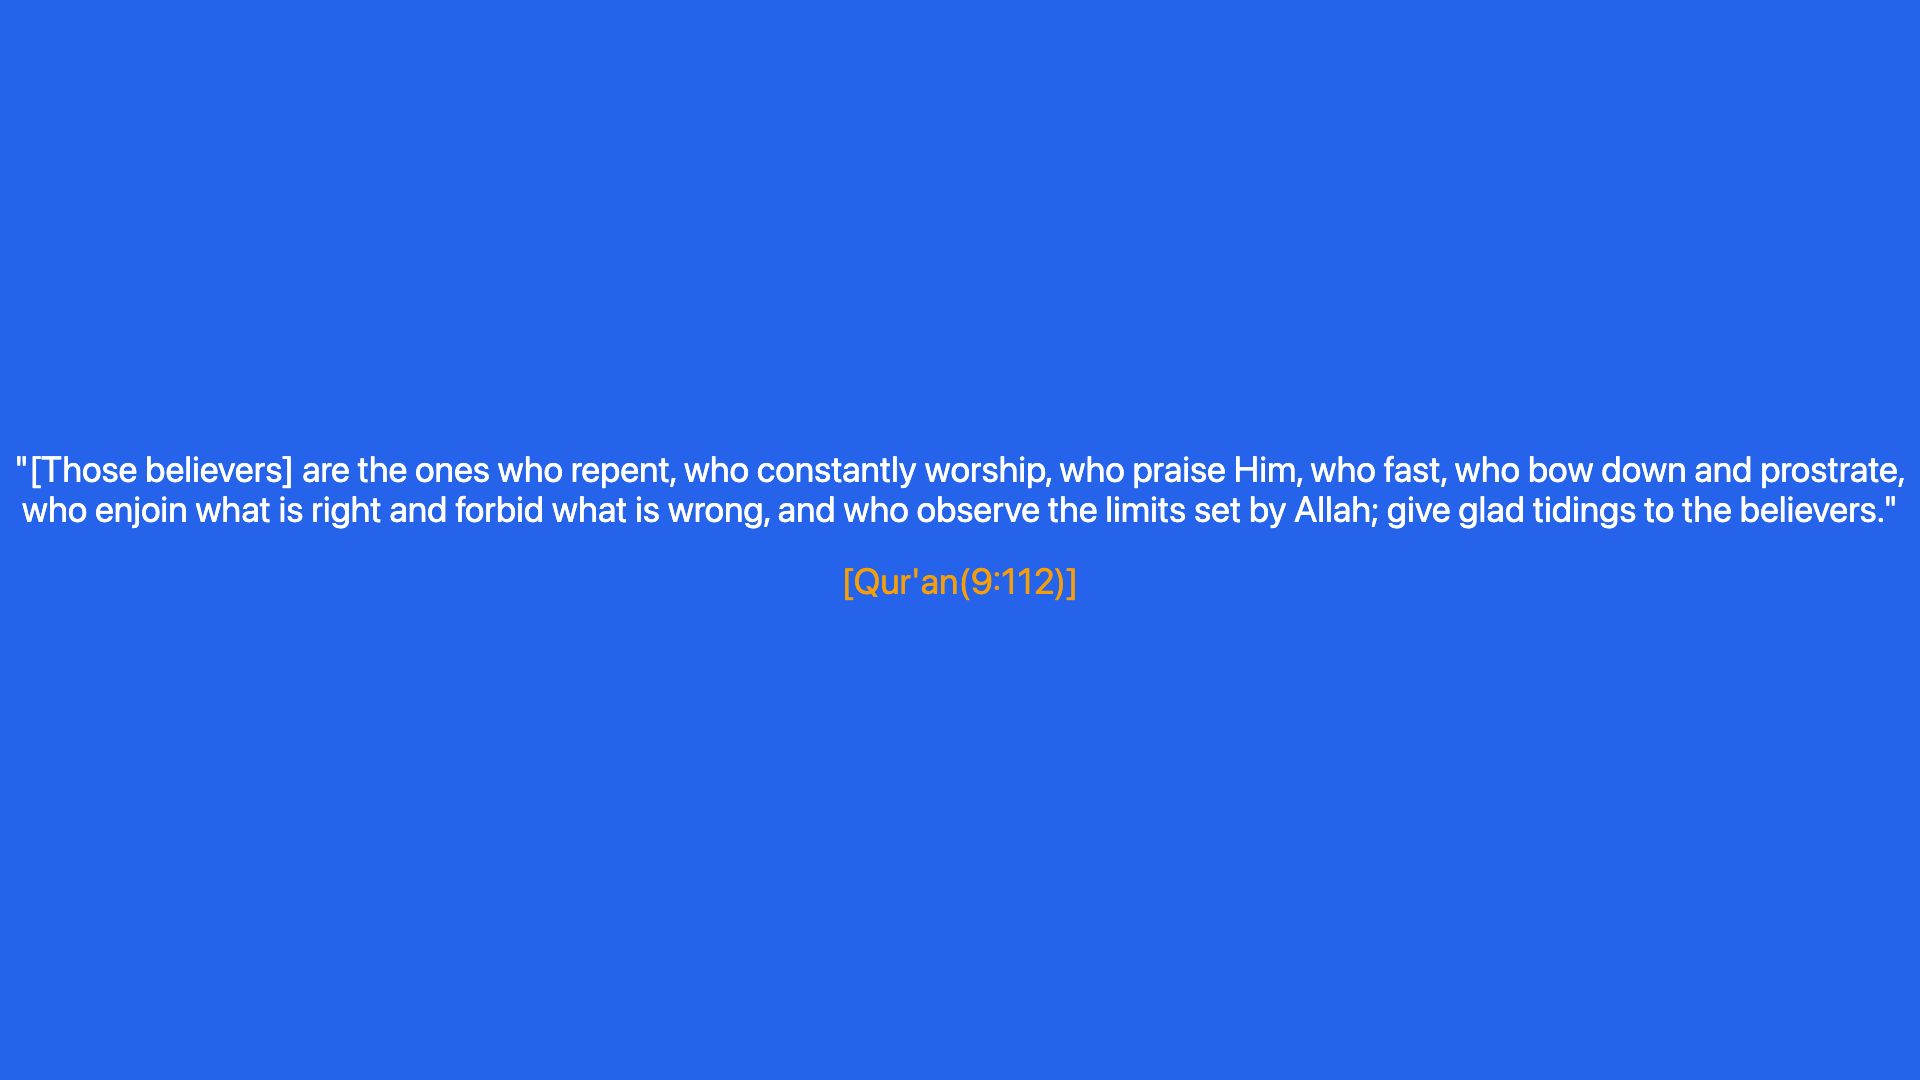 "[Those believers] are the ones who repent, who constantly worship, who praise Him, who fast, who bow down and prostrate,
who enjoin what is right and forbid what is wrong, and who observe the limits set by Allah; give glad tidings to the believers."
[Qur'an(9:112)]